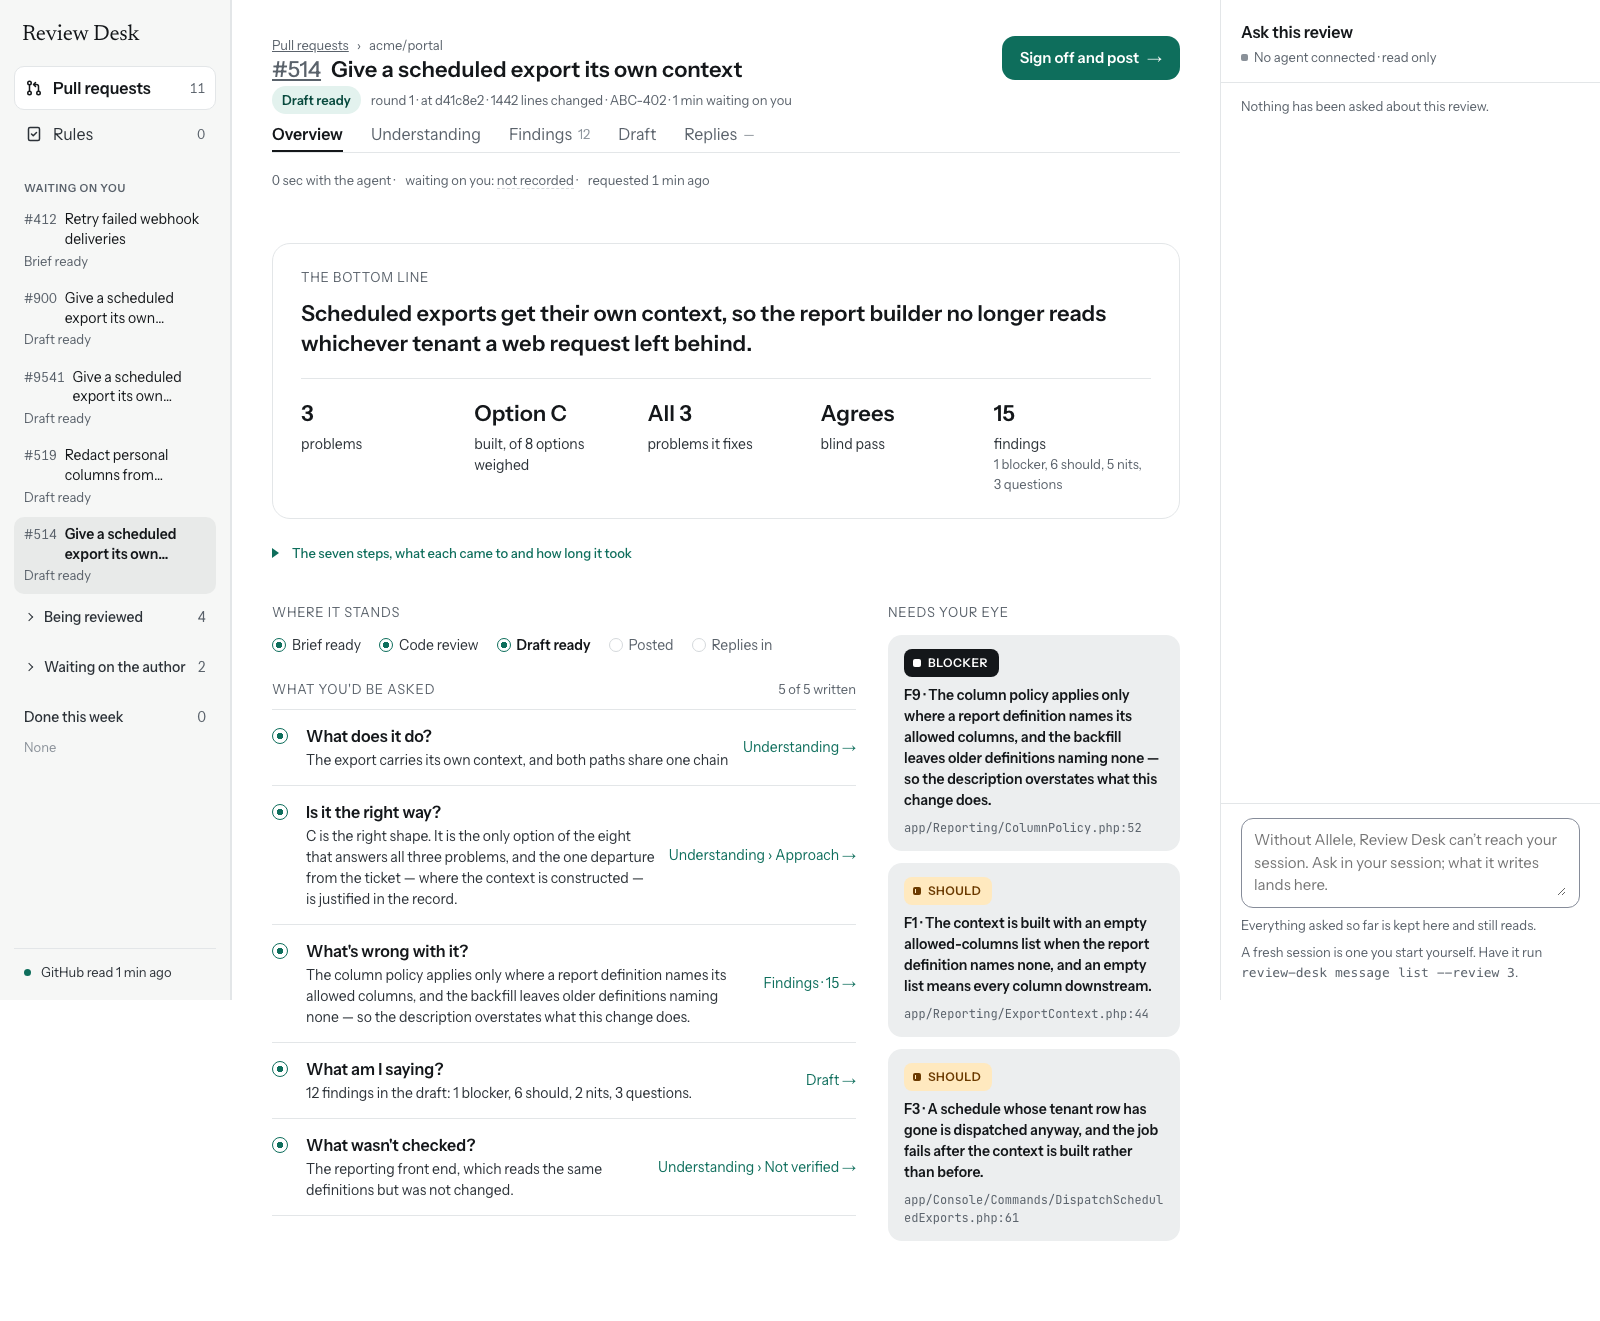 Review Desk
Pull requests 11
Rules 0
WAITING ON YOU
#412 Retry failed webhook
deliveries
Brief ready
#900 Give a scheduled
export its own…
Draft ready
#9541 Give a scheduled
export its own…
Draft ready
#519 Redact personal
columns from…
Draft ready
#514 Give a scheduled
export its own…
Draft ready
Being reviewed 4
Waiting on the author 2
Done this week 0
None
GitHub read 1 min ago
Pull requests › acme/portal
#514 Give a scheduled export its own context
Sign off and post →
Draft ready round 1 · at d41c8e2 · 1442 lines changed · ABC-402 · 1 min waiting on you
Overview Understanding Findings 12 Draft Replies —
0 sec with the agent · waiting on you: not recorded · requested 1 min ago
THE BOTTOM LINE
Scheduled exports get their own context, so the report builder no longer reads
whichever tenant a web request left behind.
3 Option C All 3 Agrees 15
problems built, of 8 options problems it fixes blind pass findings
weighed 1 blocker, 6 should, 5 nits,
3 questions
The seven steps, what each came to and how long it took
WHERE IT STANDS
Brief ready Code review Draft ready Posted Replies in
WHAT YOU'D BE ASKED 5 of 5 written
What does it do?
The export carries its own context, and both paths share one chain
Understanding →
Is it the right way?
C is the right shape. It is the only option of the eight
that answers all three problems, and the one departure
from the ticket — where the context is constructed —
is justified in the record.
Understanding › Approach →
What's wrong with it?
The column policy applies only where a report definition names its
allowed columns, and the backfill leaves older definitions naming
none — so the description overstates what this change does.
Findings · 15 →
What am I saying?
12 findings in the draft: 1 blocker, 6 should, 2 nits, 3 questions.
Draft →
What wasn't checked?
The reporting front end, which reads the same
definitions but was not changed.
Understanding › Not verified →
NEEDS YOUR EYE
BLOCKER
F9 · The column policy applies only
where a report definition names its
allowed columns, and the backfill
leaves older definitions naming none —
so the description overstates what this
change does.
app/Reporting/ColumnPolicy.php:52
SHOULD
F1 · The context is built with an empty
allowed-columns list when the report
definition names none, and an empty
list means every column downstream.
app/Reporting/ExportContext.php:44
SHOULD
F3 · A schedule whose tenant row has
gone is dispatched anyway, and the job
fails after the context is built rather
than before.
app/Console/Commands/DispatchSchedul
edExports.php:61
Ask this review
No agent connected · read only
Nothing has been asked about this review.
Without Allele, Review Desk can't reach your
session. Ask in your session; what it writes
lands here.
Everything asked so far is kept here and still reads.
A fresh session is one you start yourself. Have it run
review-desk message list --review 3.